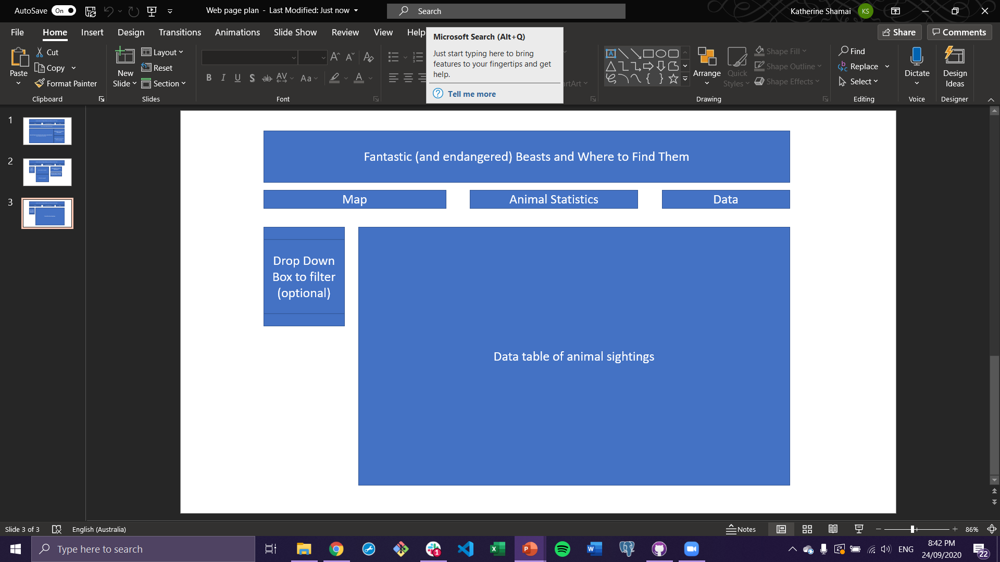 AutoSave On
Web page plan - Last Modified: Just now
Search
Katherine Shamai KS
File Home Insert Design Transitions Animations Slide Show Review View Help
Share Comments
Microsoft Search (Alt+Q)
Just start typing here to bring
features to your fingertips and get
help.
Tell me more
Paste
Cut
Copy
Format Painter
Clipboard
New
Slide
Layout
Reset
Section
Slides
B I U S ab AV Aa A
Font
artArt
Arrange
Quick
Styles
Shape Fill
Shape Outline
Shape Effects
Drawing
Find
Replace
Select
Editing
Dictate
Voice
Design
Ideas
Designer
1
2
3
Fantastic (and endangered) Beasts and Where to Find Them
Map
Animal Statistics
Data
Drop Down
Box to filter
(optional)
Data table of animal sightings
Slide 3 of 3
English (Australia)
Notes
86%
Type here to search
1
ENG
8:42 PM
24/09/2020
22